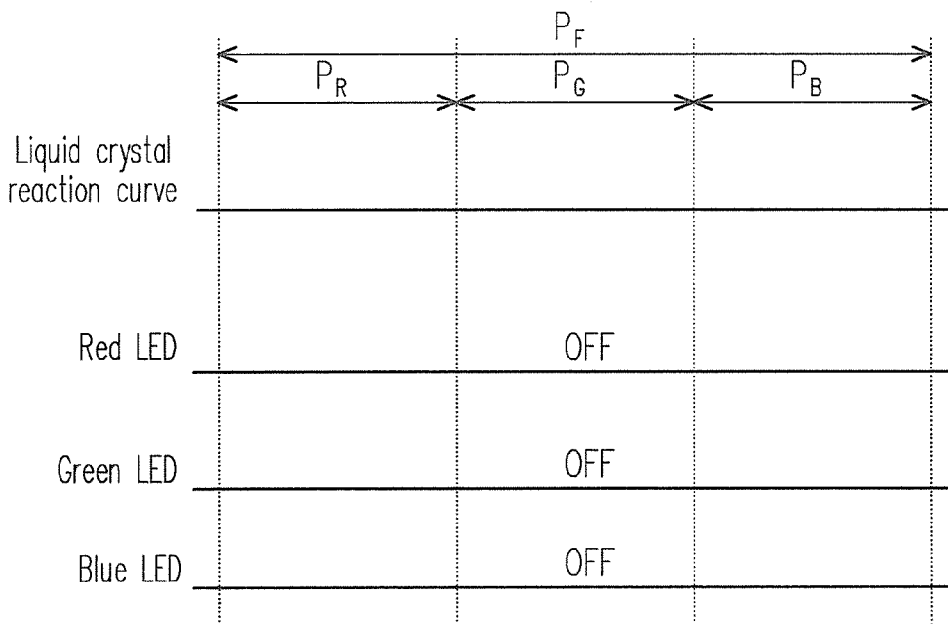 P_F
P_R P_G P_B
Liquid crystal
reaction curve
Red LED OFF
Green LED OFF
Blue LED OFF